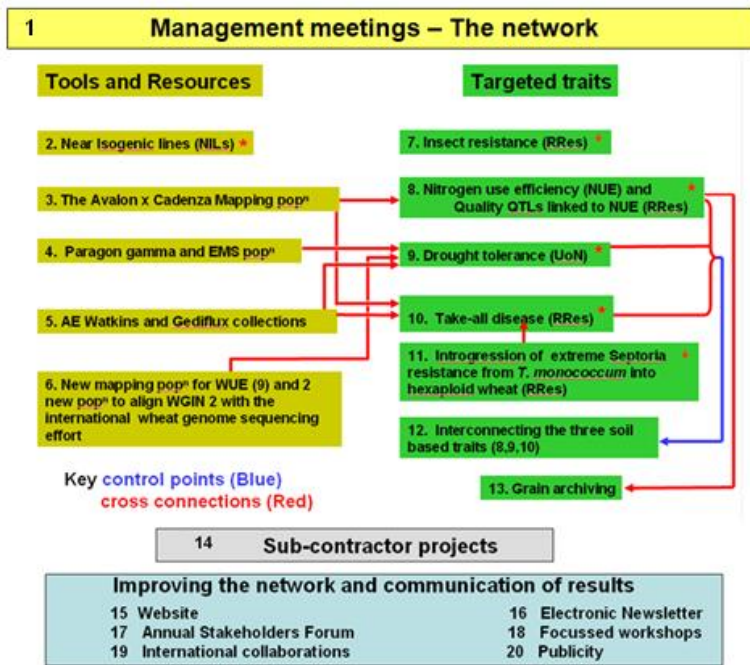 1 Management meetings – The network
Tools and Resources
2. Near Isogenic lines (NILs) *
3. The Avalon x Cadenza Mapping popⁿ
4. Paragon gamma and EMS popⁿ
5. AE Watkins and Gediflux collections
6. New mapping popⁿ for WUE (9) and 2
new popⁿ to align WGIN 2 with the
international wheat genome sequencing
effort
Targeted traits
7. Insect resistance (RRes) *
8. Nitrogen use efficiency (NUE) and *
Quality QTLs linked to NUE (RRes)
9. Drought tolerance (UoN) *
10. Take-all disease (RRes) *
11. Introgression of extreme Septoria *
resistance from T. monococcum into
hexaploid wheat (RRes)
12. Interconnecting the three soil
based traits (8,9,10)
13. Grain archiving
Key control points (Blue)
cross connections (Red)
14 Sub-contractor projects
Improving the network and communication of results
15 Website
16 Electronic Newsletter
17 Annual Stakeholders Forum
18 Focussed workshops
19 International collaborations
20 Publicity